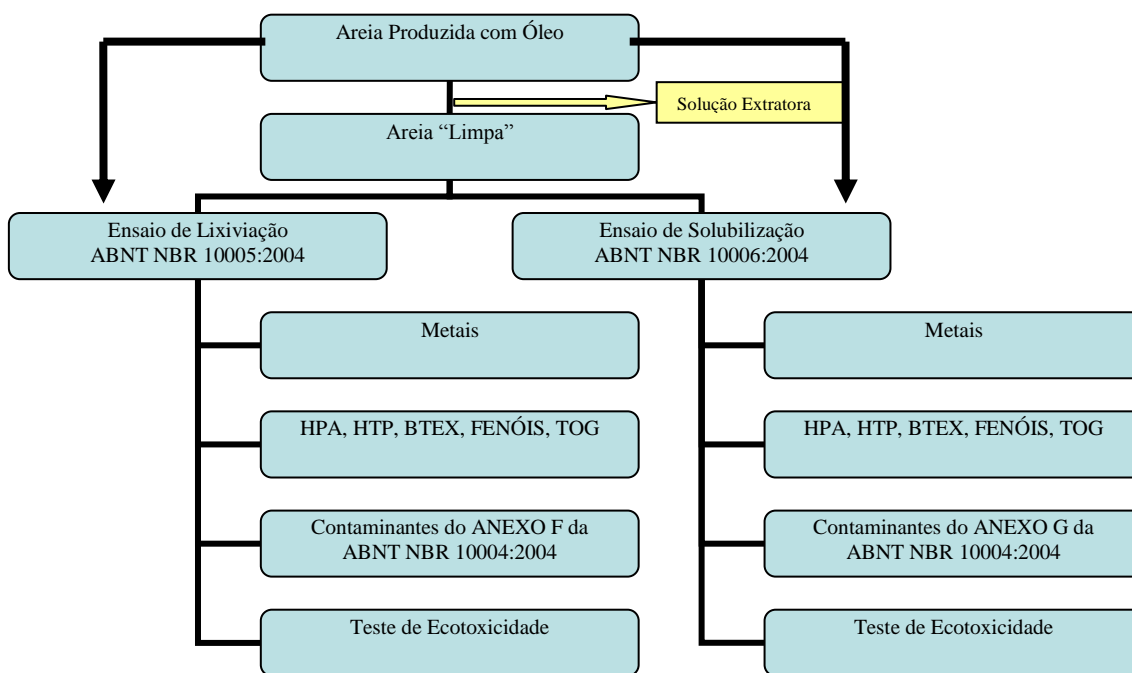 Areia Produzida com Óleo
Solução Extratora
Areia “Limpa”
Ensaio de Lixiviação
ABNT NBR 10005:2004
Ensaio de Solubilização
ABNT NBR 10006:2004
Metais
Metais
HPA, HTP, BTEX, FENÓIS, TOG
HPA, HTP, BTEX, FENÓIS, TOG
Contaminantes do ANEXO F da
ABNT NBR 10004:2004
Contaminantes do ANEXO G da
ABNT NBR 10004:2004
Teste de Ecotoxicidade
Teste de Ecotoxicidade